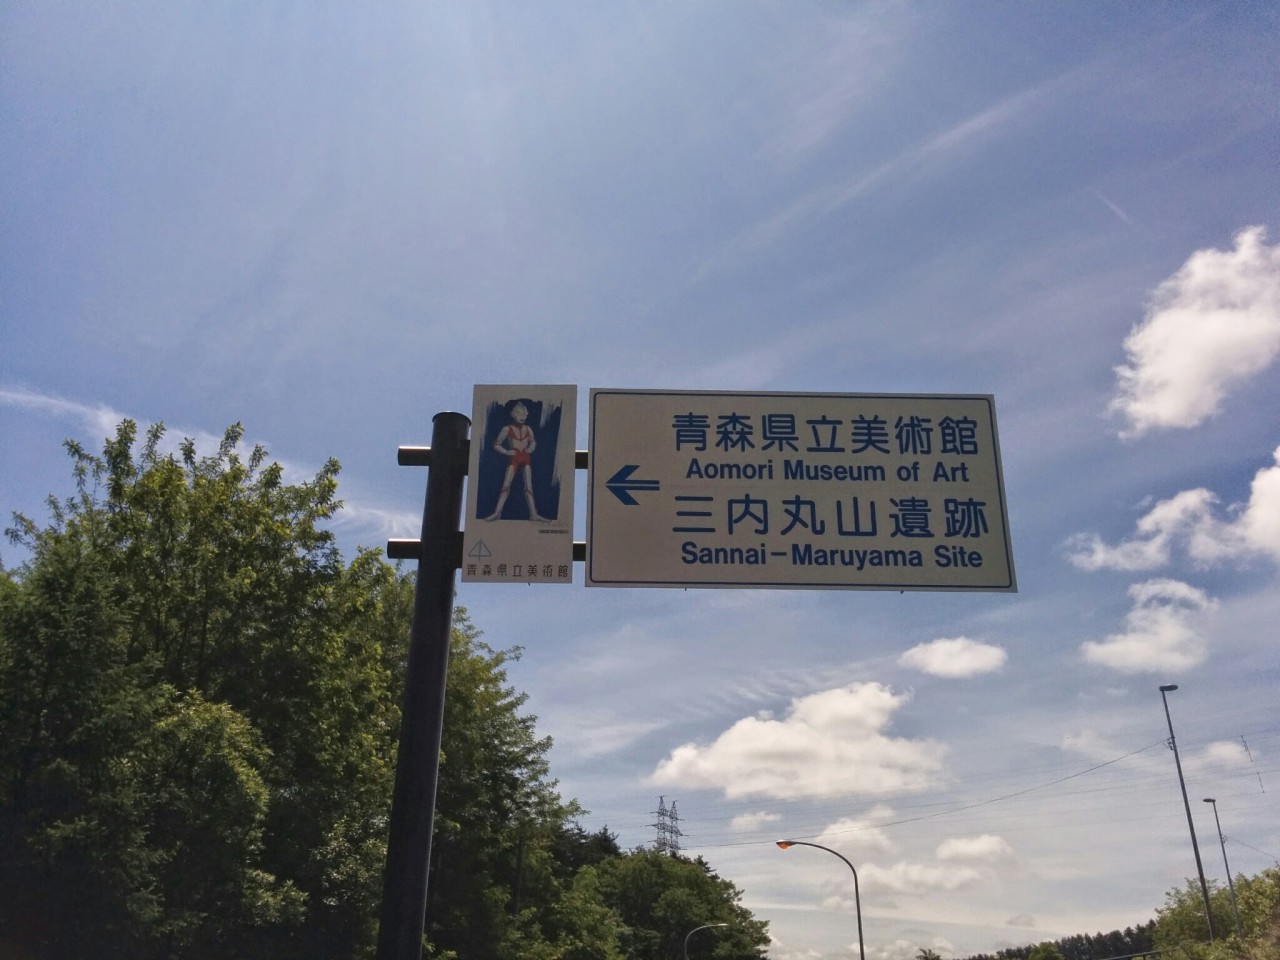 青森県立美術館
青森県立美術館
Aomori Museum of Art
三内丸山遺跡
Sannai-Maruyama Site